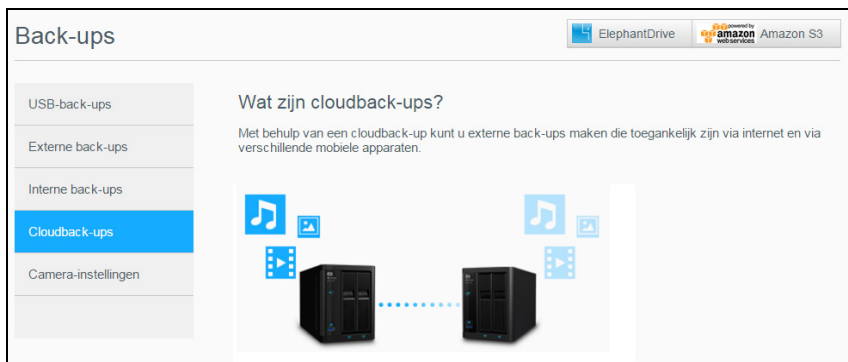 Back-ups
ElephantDrive
powered by
amazon
webservices
Amazon S3
USB-back-ups
Externe back-ups
Interne back-ups
Cloudback-ups
Camera-instellingen
Wat zijn cloudback-ups?
Met behulp van een cloudback-up kunt u externe back-ups maken die toegankelijk zijn via internet en via
verschillende mobiele apparaten.